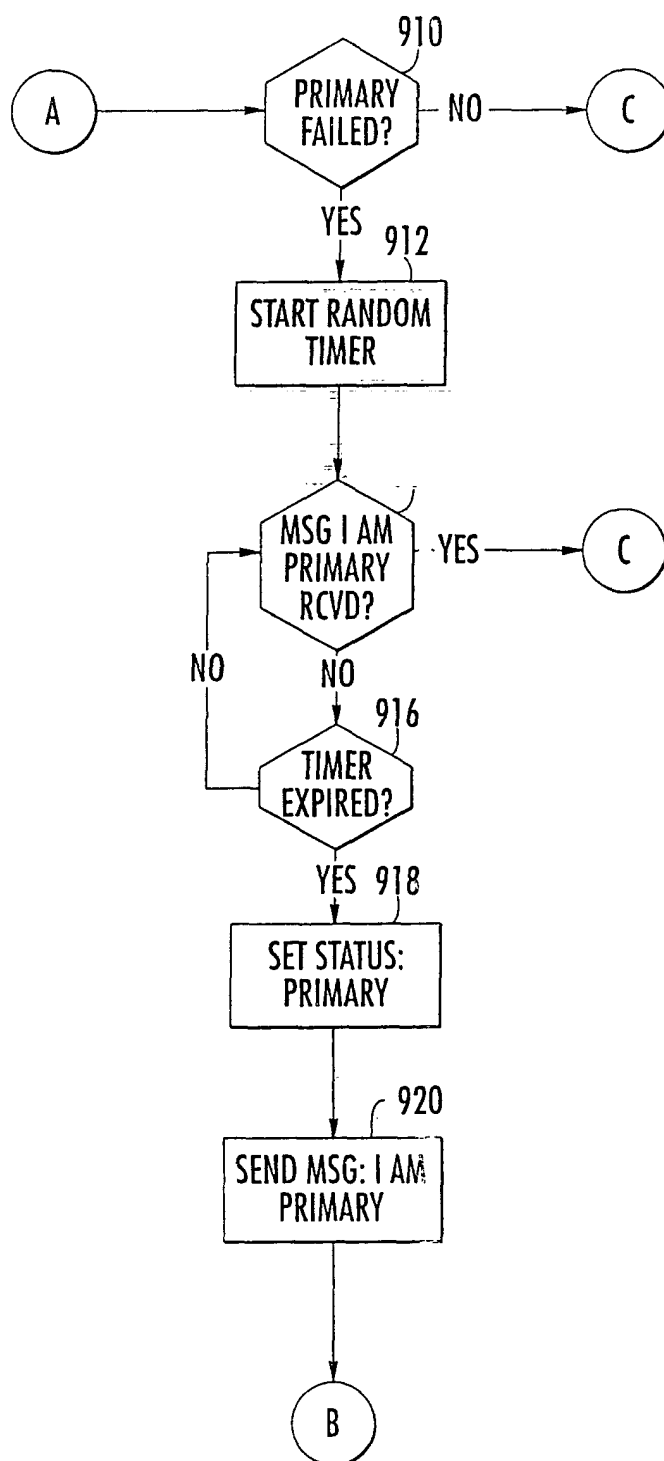 910
A
PRIMARY
FAILED?
NO
C
YES
912
START RANDOM
TIMER
MSG I AM
PRIMARY
RCVD?
YES
C
NO
NO
916
TIMER
EXPIRED?
YES
918
SET STATUS:
PRIMARY
920
SEND MSG: I AM
PRIMARY
B